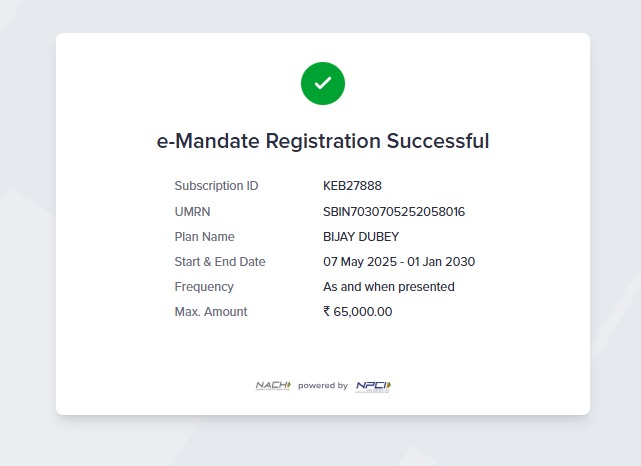 e-Mandate Registration Successful
Subscription ID KEB27888
UMRN SBIN7030705252058016
Plan Name BIJAY DUBEY
Start & End Date 07 May 2025 - 01 Jan 2030
Frequency As and when presented
Max. Amount ₹ 65,000.00
NACH powered by NPCI